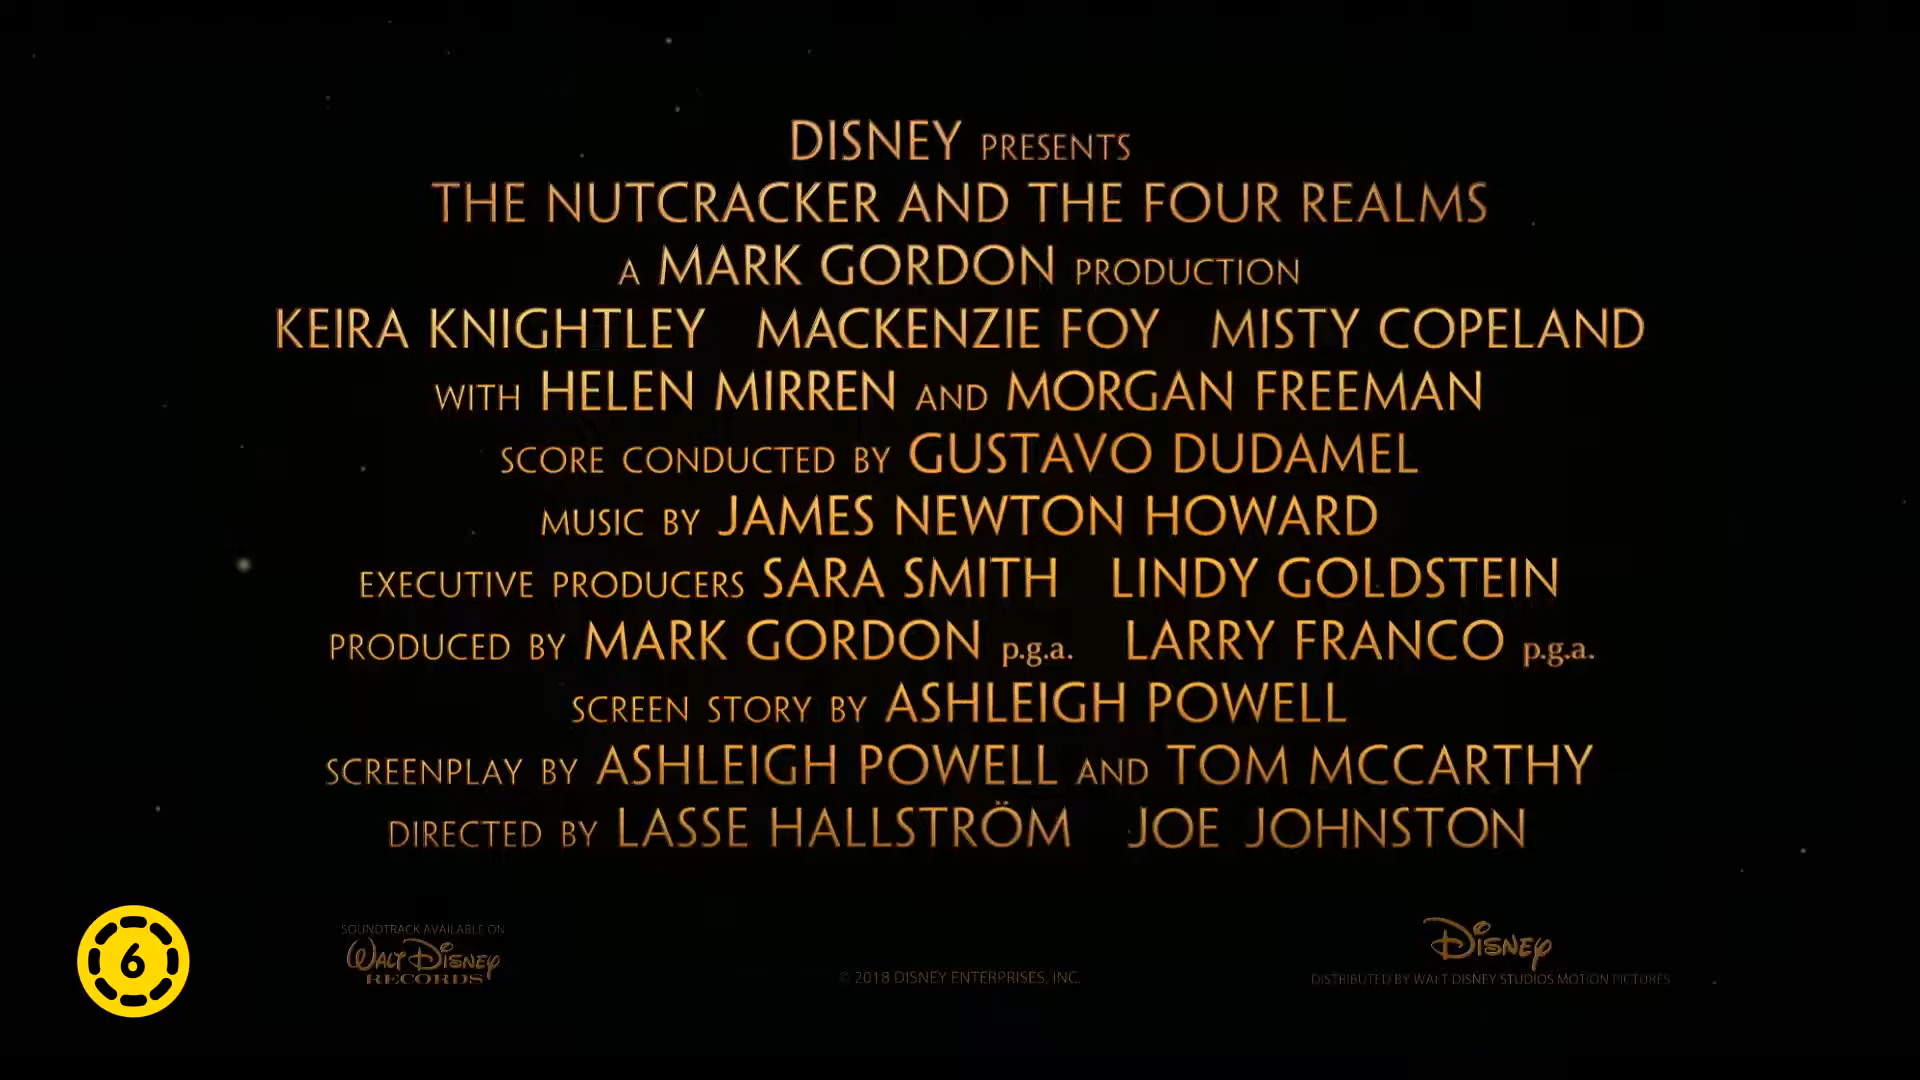 DISNEY PRESENTS
THE NUTCRACKER AND THE FOUR REALMS
A MARK GORDON PRODUCTION
KEIRA KNIGHTLEY MACKENZIE FOY MISTY COPELAND
WITH HELEN MIRREN AND MORGAN FREEMAN
SCORE CONDUCTED BY GUSTAVO DUDAMEL
MUSIC BY JAMES NEWTON HOWARD
EXECUTIVE PRODUCERS SARA SMITH LINDY GOLDSTEIN
PRODUCED BY MARK GORDON p.g.a. LARRY FRANCO p.g.a.
SCREEN STORY BY ASHLEIGH POWELL
SCREENPLAY BY ASHLEIGH POWELL AND TOM MCCARTHY
DIRECTED BY LASSE HALLSTRÖM JOE JOHNSTON
6
SOUNDTRACK AVAILABLE ON
WALT DISNEY
RECORDS
© 2018 DISNEY ENTERPRISES, INC.
DISNEY
DISTRIBUTED BY WALT DISNEY STUDIOS MOTION PICTURES